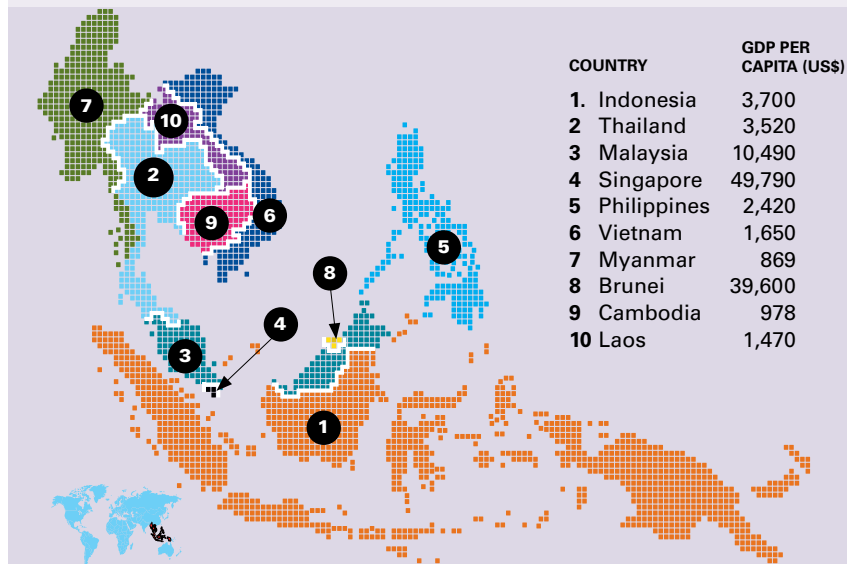 COUNTRY GDP PER CAPITA (US$)
1. Indonesia 3,700
2 Thailand 3,520
3 Malaysia 10,490
4 Singapore 49,790
5 Philippines 2,420
6 Vietnam 1,650
7 Myanmar 869
8 Brunei 39,600
9 Cambodia 978
10 Laos 1,470
7
10
2
9
6
5
8
4
3
1